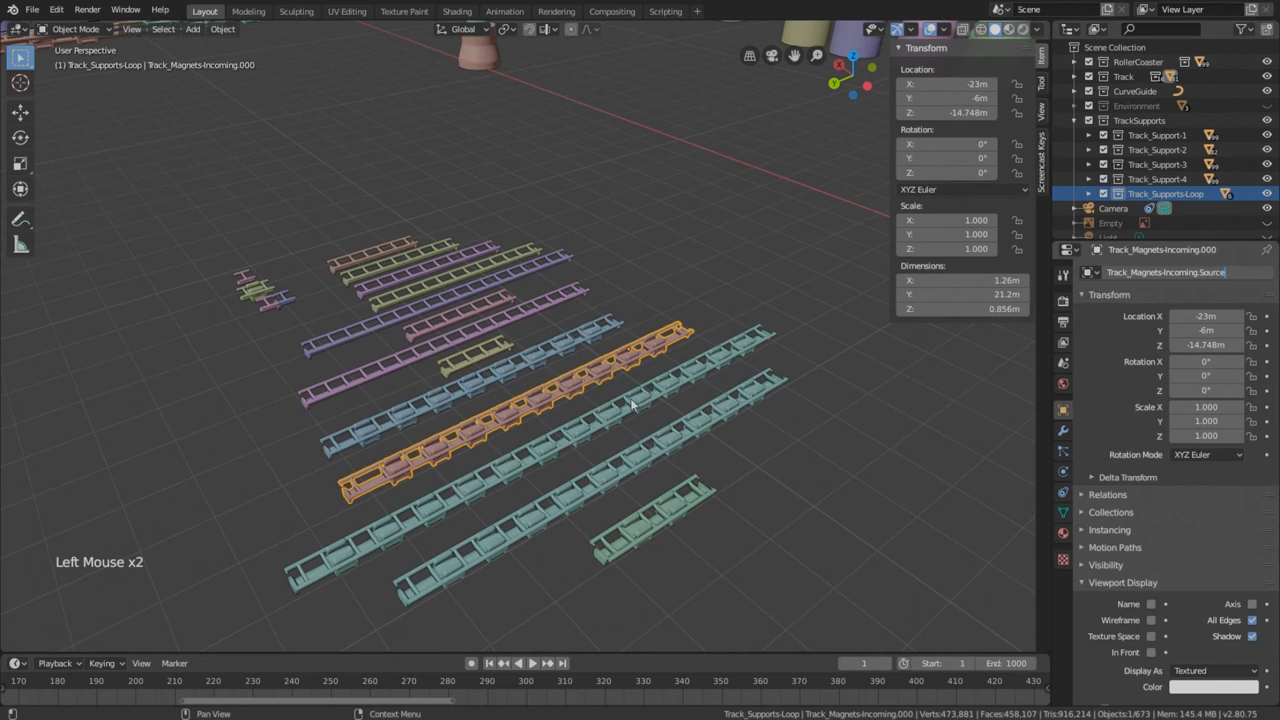 File Edit Render Window Help Layout Modeling Sculpting UV Editing Texture Paint Shading Animation Rendering Compositing Scripting Scene View Layer
Object Mode View Select Add Object Global
User Perspective
(1) Track_Supports-Loop | Track_Magnets-Incoming.000
Transform
Location:
X: -23m
Y: -6m
Z: -14.748m
Rotation:
X: 0°
Y: 0°
Z: 0°
XYZ Euler
Scale:
X: 1.000
Y: 1.000
Z: 1.000
Dimensions:
X: 1.26m
Y: 21.2m
Z: 0.856m
Item
Tool
View
Screencast Keys
Scene Collection
RollerCoaster
Track
CurveGuide
Environment
TrackSupports
Track_Support-1
Track_Support-2
Track_Support-3
Track_Support-4
Track_Supports-Loop
Camera
Empty
Track_Magnets-Incoming.000
Track_Magnets-Incoming.Source
Transform
Location X -23m
Y -6m
Z -14.748m
Rotation X 0°
Y 0°
Z 0°
Scale X 1.000
Y 1.000
Z 1.000
Rotation Mode XYZ Euler
Delta Transform
Relations
Collections
Instancing
Motion Paths
Visibility
Viewport Display
Name Axis
Wireframe All Edges
Texture Space Shadow
In Front
Display As Textured
Color
Left Mouse x2
Playback Keying View Marker 1 Start: 1 End: 1000
170 180 190 200 210 220 230 240 250 260 270 280 290 300 310 320 330 340 350 360 370 380 390 400 410 420 430
Pan View Context Menu Track_Supports-Loop | Track_Magnets-Incoming.000 | Verts:473,881 | Faces:458,107 | Tris:916,214 | Objects:1/673 | Mem: 145.4 MB | v2.80.75